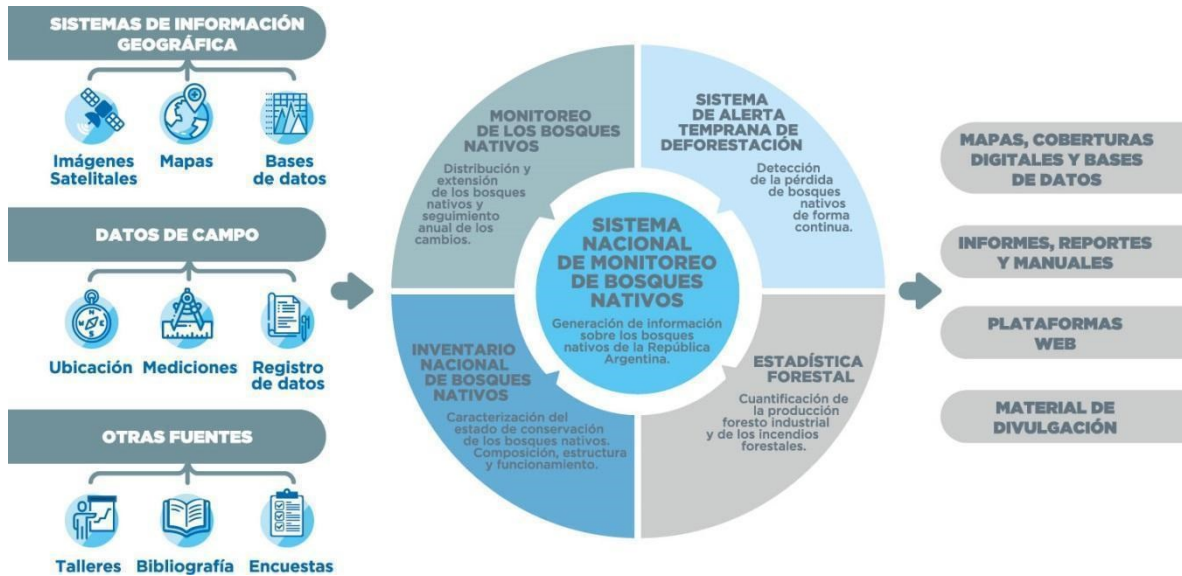 SISTEMAS DE INFORMACIÓN
GEOGRÁFICA
Imágenes
Satelitales
Mapas
Bases
de datos
DATOS DE CAMPO
Ubicación
Mediciones
Registro
de datos
OTRAS FUENTES
Talleres
Bibliografía
Encuestas
MONITOREO
DE LOS BOSQUES
NATIVOS
Distribución y
extensión
de los bosques
nativos y
seguimiento
anual de los
cambios.
SISTEMA
DE ALERTA
TEMPRANA DE
DEFORESTACIÓN
Detección
de la pérdida
de bosques
nativos
de forma
continua.
SISTEMA
NACIONAL
DE MONITOREO
DE BOSQUES
NATIVOS
Generación de información
sobre los bosques
nativos de la República
Argentina.
INVENTARIO
NACIONAL
DE BOSQUES
NATIVOS
Caracterización del
estado de conservación
de los bosques nativos.
Composición, estructura
y funcionamiento.
ESTADÍSTICA
FORESTAL
Cuantificación de
la producción
foresto industrial
y de los incendios
forestales.
MAPAS, COBERTURAS
DIGITALES Y BASES
DE DATOS
INFORMES, REPORTES
Y MANUALES
PLATAFORMAS
WEB
MATERIAL DE
DIVULGACIÓN